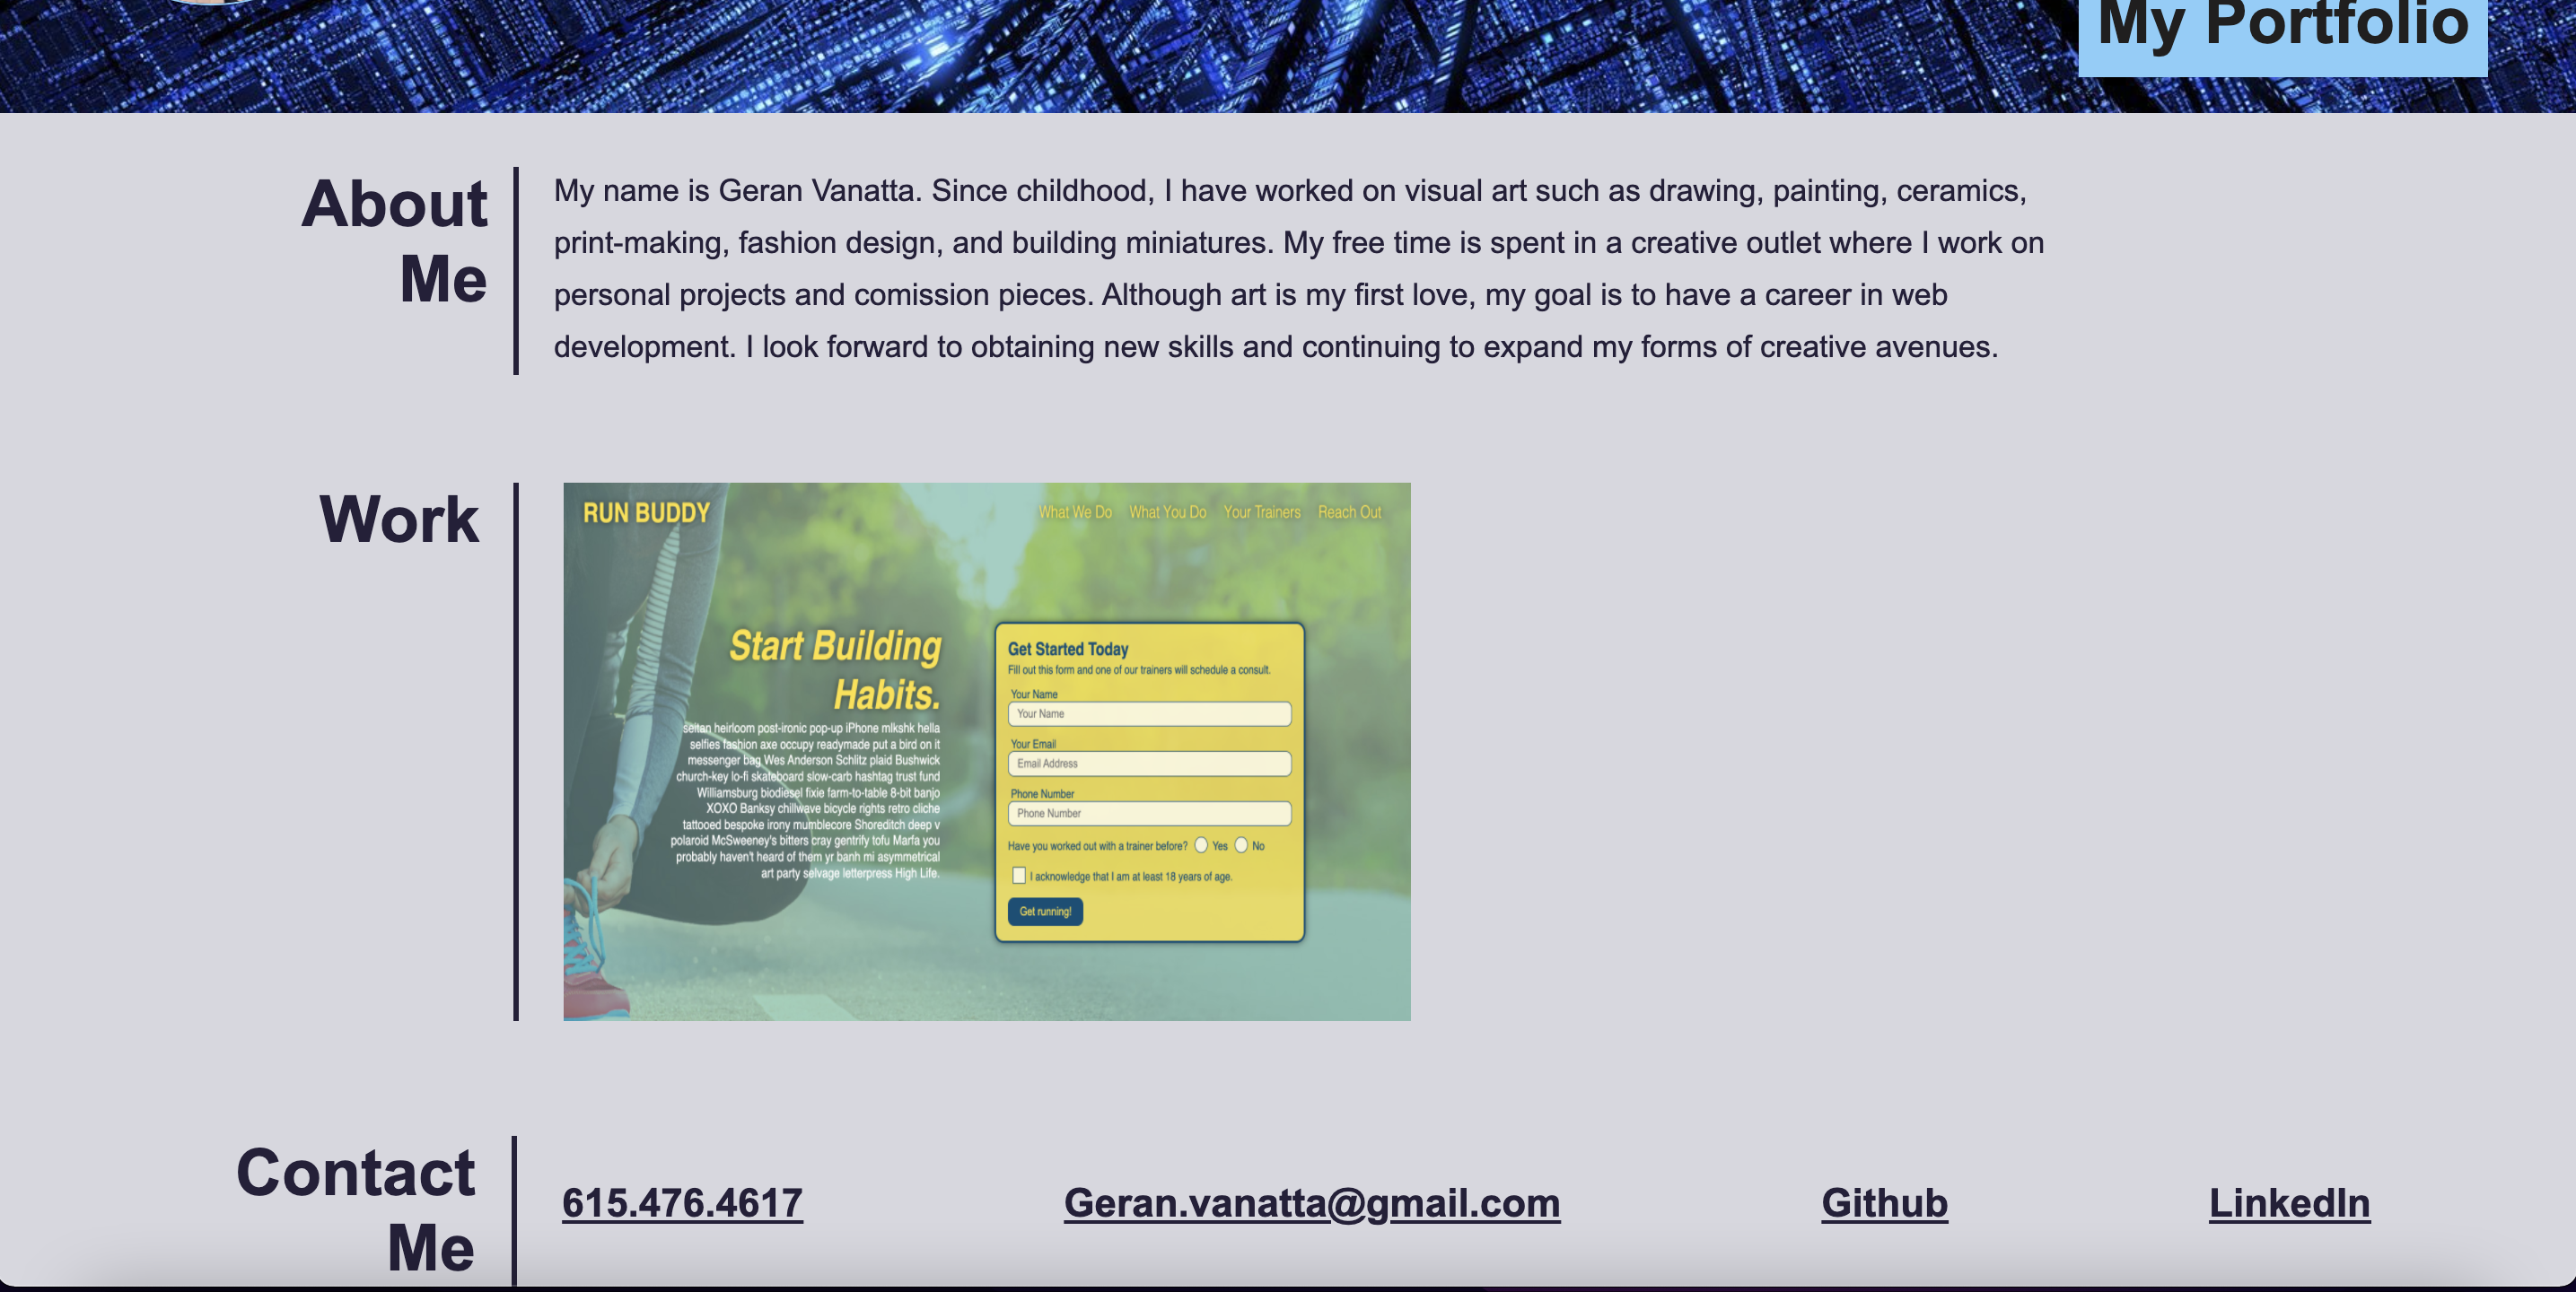 My Portfolio
About
Me
My name is Geran Vanatta. Since childhood, I have worked on visual art such as drawing, painting, ceramics,
print-making, fashion design, and building miniatures. My free time is spent in a creative outlet where I work on
personal projects and comission pieces. Although art is my first love, my goal is to have a career in web
development. I look forward to obtaining new skills and continuing to expand my forms of creative avenues.
Work
RUN BUDDY
What We Do What You Do Your Trainers Reach Out
Start Building
Habits.
seitan heirloom post-ironic pop-up iPhone mlkshk hella
selfies fashion axe occupy readymade put a bird on it
messenger bag Wes Anderson Schlitz plaid Bushwick
church-key lo-fi skateboard slow-carb hashtag trust fund
Williamsburg biodiesel fixie farm-to-table 8-bit banjo
XOXO Banksy chillwave bicycle rights retro cliche
tattooed bespoke irony mumblecore Shoreditch deep v
polaroid McSweeney's bitters cray gentrify tofu Marfa you
probably haven't heard of them yr banh mi asymmetrical
art party selvage letterpress High Life.
Get Started Today
Fill out this form and one of our trainers will schedule a consult.
Your Name
Your Name
Your Email
Email Address
Phone Number
Phone Number
Have you worked out with a trainer before? Yes No
I acknowledge that I am at least 18 years of age.
Get running!
Contact
Me
615.476.4617 Geran.vanatta@gmail.com Github LinkedIn